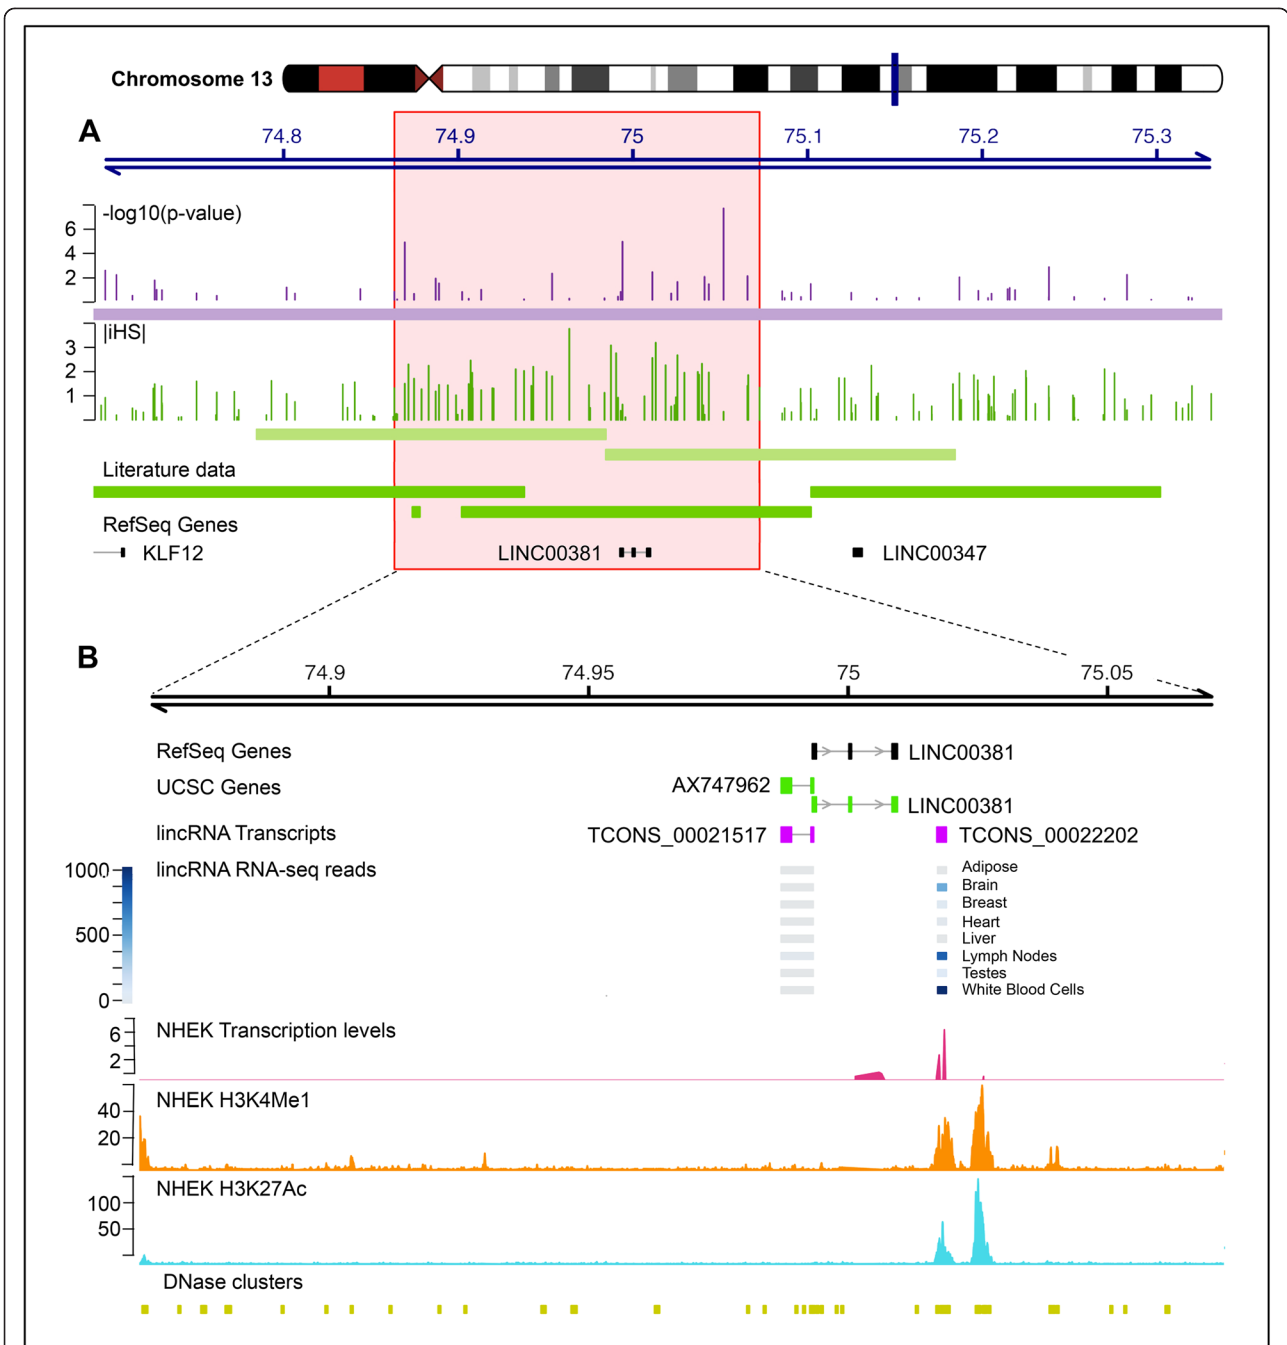 Chromosome 13
A
74.8 74.9 75 75.1 75.2 75.3
-log10(p-value)
6
4
2
|iHS|
3
2
1
Literature data
RefSeq Genes
KLF12 LINC00381 LINC00347
B
74.9 74.95 75 75.05
RefSeq Genes LINC00381
UCSC Genes AX747962
LINC00381
lincRNA Transcripts TCONS_00021517 TCONS_00022202
1000 lincRNA RNA-seq reads
500
0
Adipose
Brain
Breast
Heart
Liver
Lymph Nodes
Testes
White Blood Cells
NHEK Transcription levels
6
2
NHEK H3K4Me1
40
20
NHEK H3K27Ac
100
50
DNase clusters